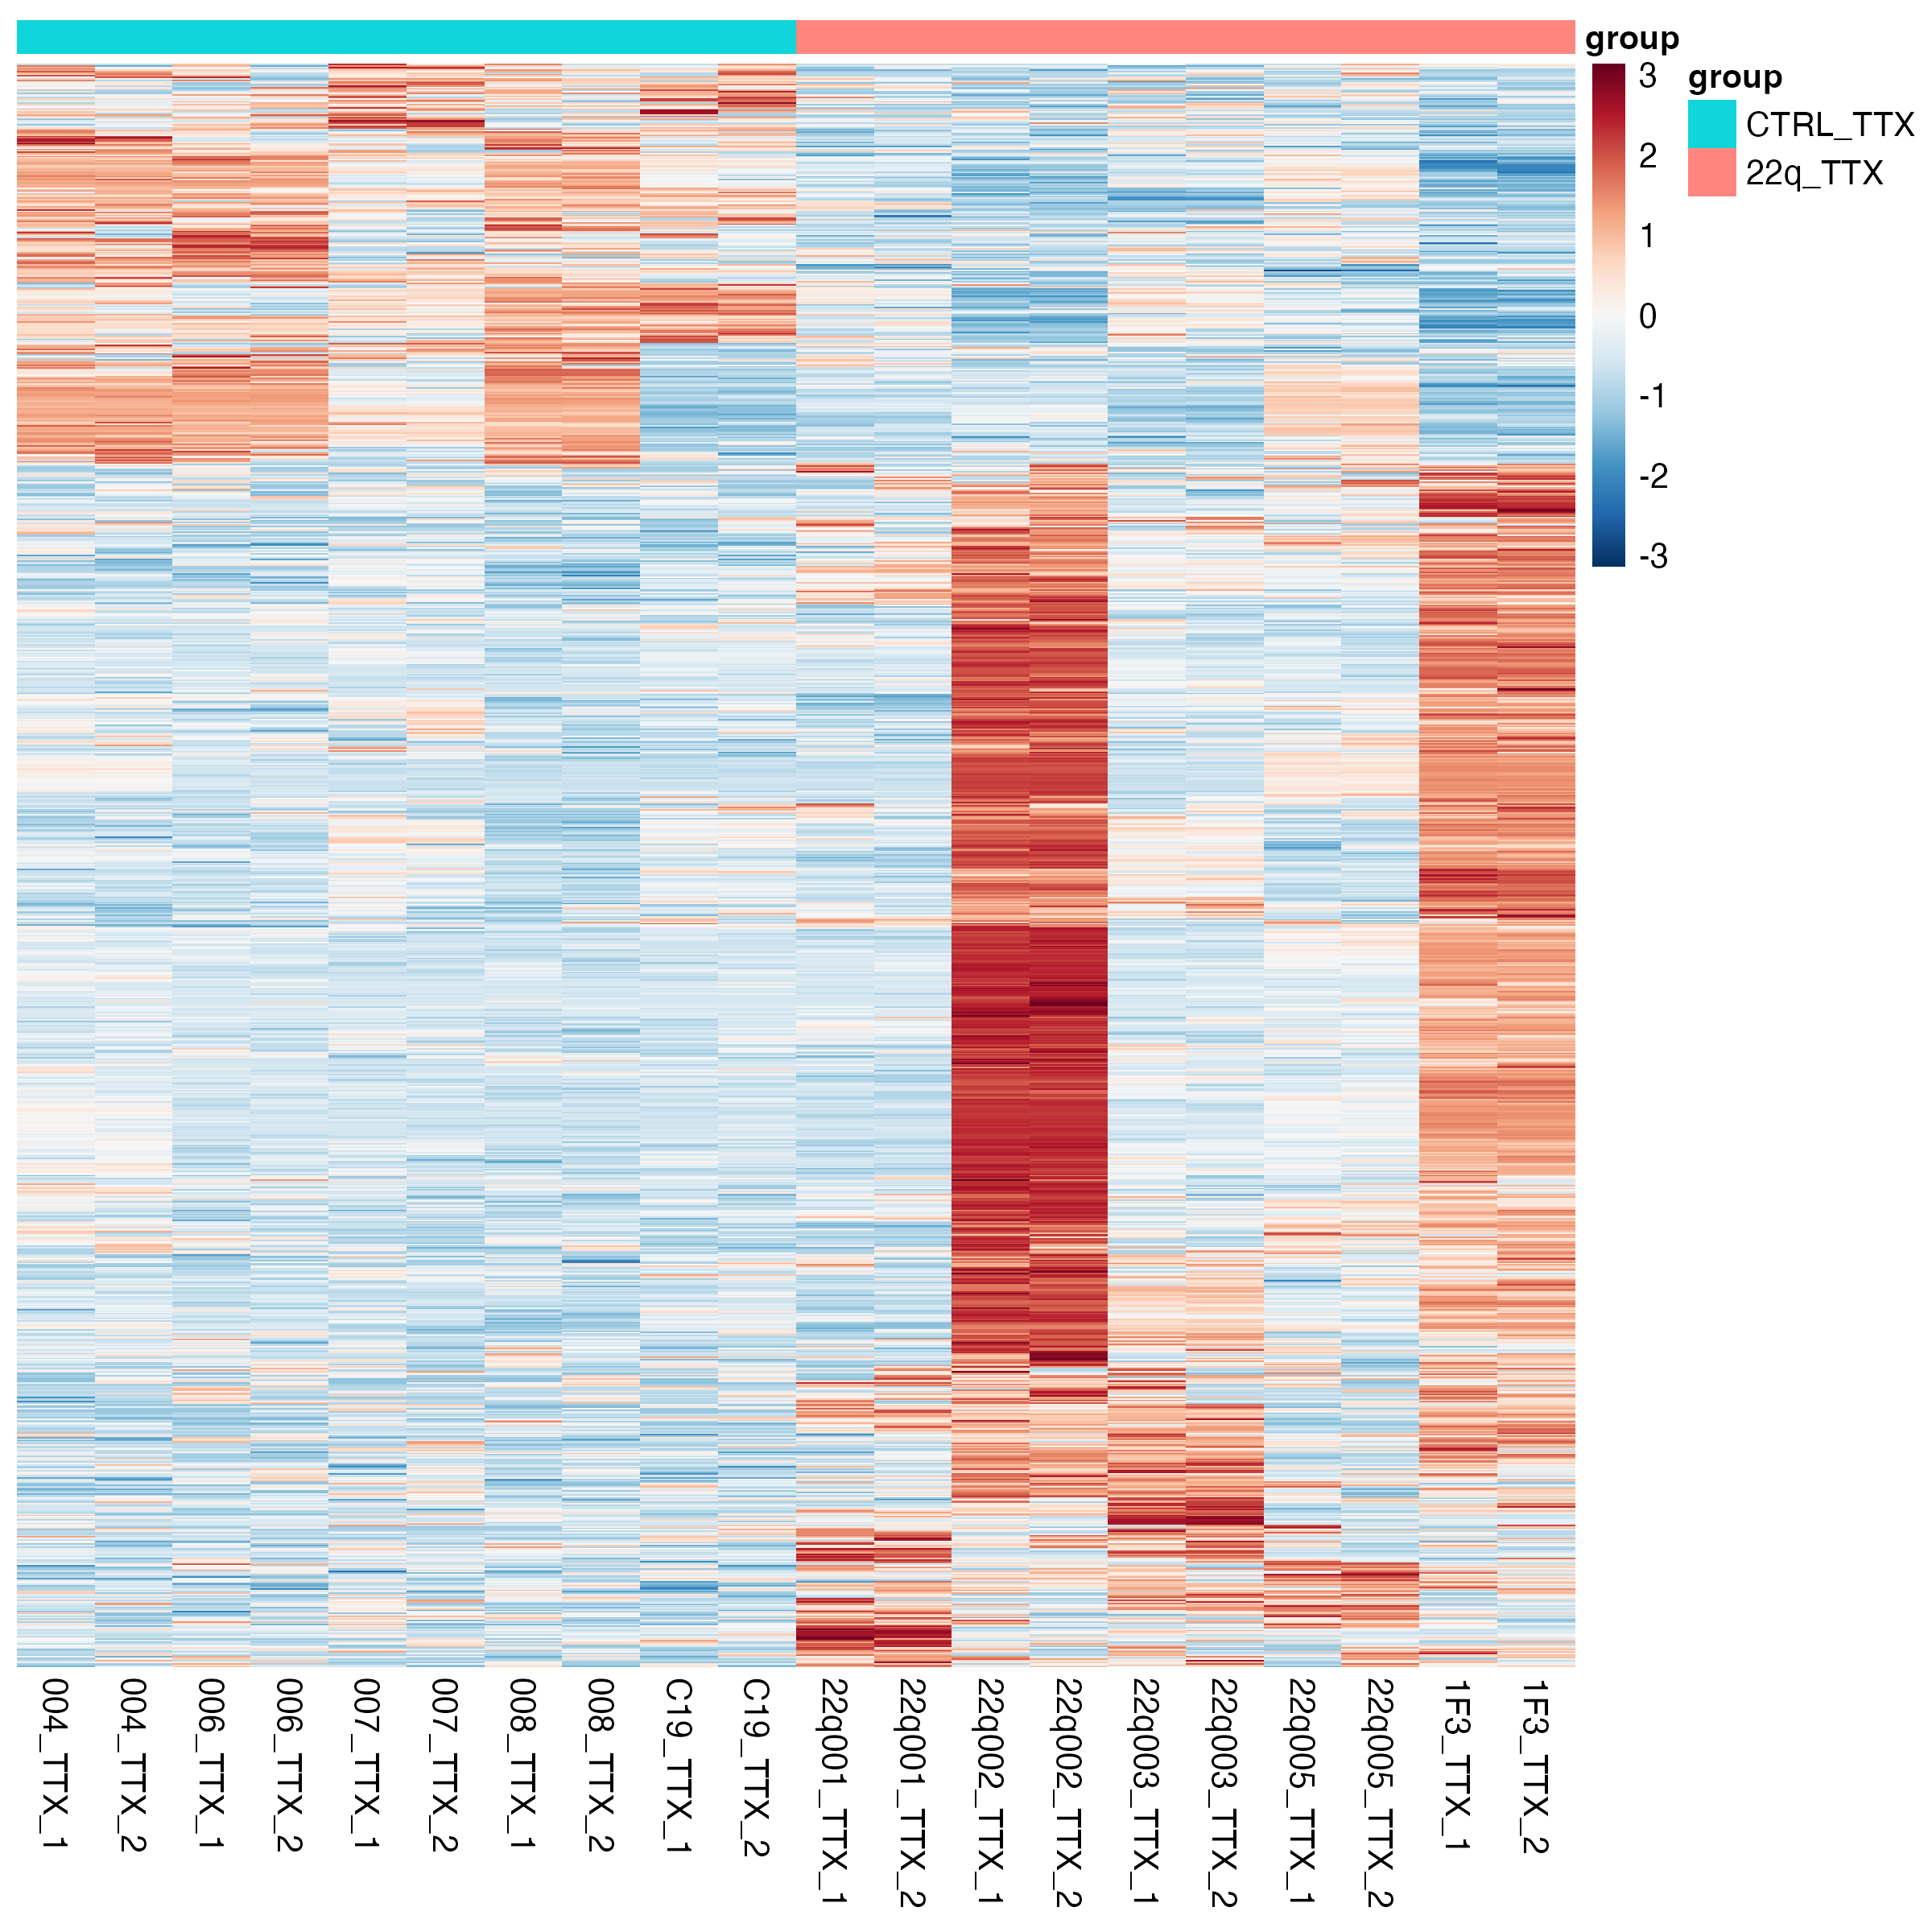 group
group
CTRL_TTX
22q_TTX
3
2
1
0
-1
-2
-3
004_TTX_1
004_TTX_2
006_TTX_1
006_TTX_2
007_TTX_1
007_TTX_2
008_TTX_1
008_TTX_2
C19_TTX_1
C19_TTX_2
22q001_TTX_1
22q001_TTX_2
22q002_TTX_1
22q002_TTX_2
22q003_TTX_1
22q003_TTX_2
22q005_TTX_1
22q005_TTX_2
1F3_TTX_1
1F3_TTX_2